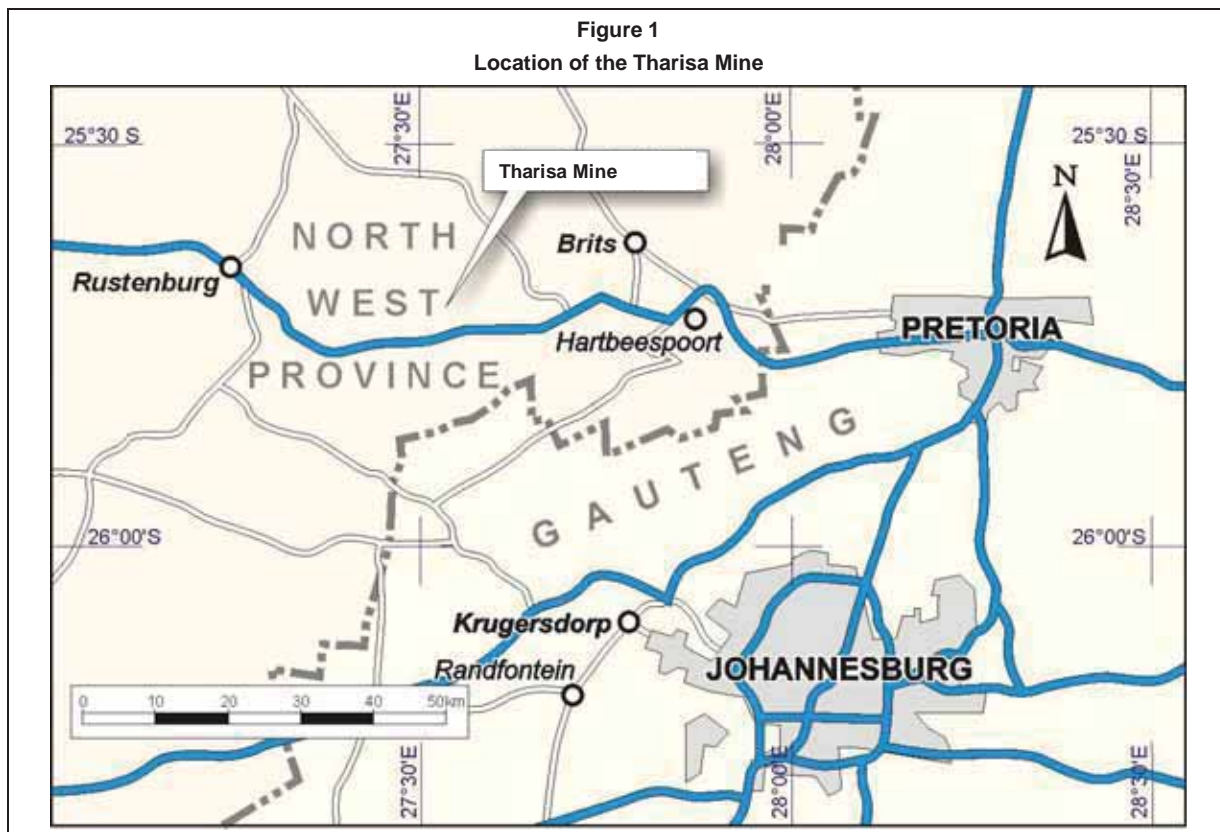 Figure 1
Location of the Tharisa Mine
27°30'E
28°00'E
28°30'E
25°30 S
25°30 S
Tharisa Mine
N
NORTH
WEST
PROVINCE
Brits
Rustenburg
Hartbeespoort
PRETORIA
GAUTENG
26°00'S
26°00'S
Krugersdorp
Randfontein
JOHANNESBURG
0 10 20 30 40 50km
27°30'E
28°00'E
28°30'E